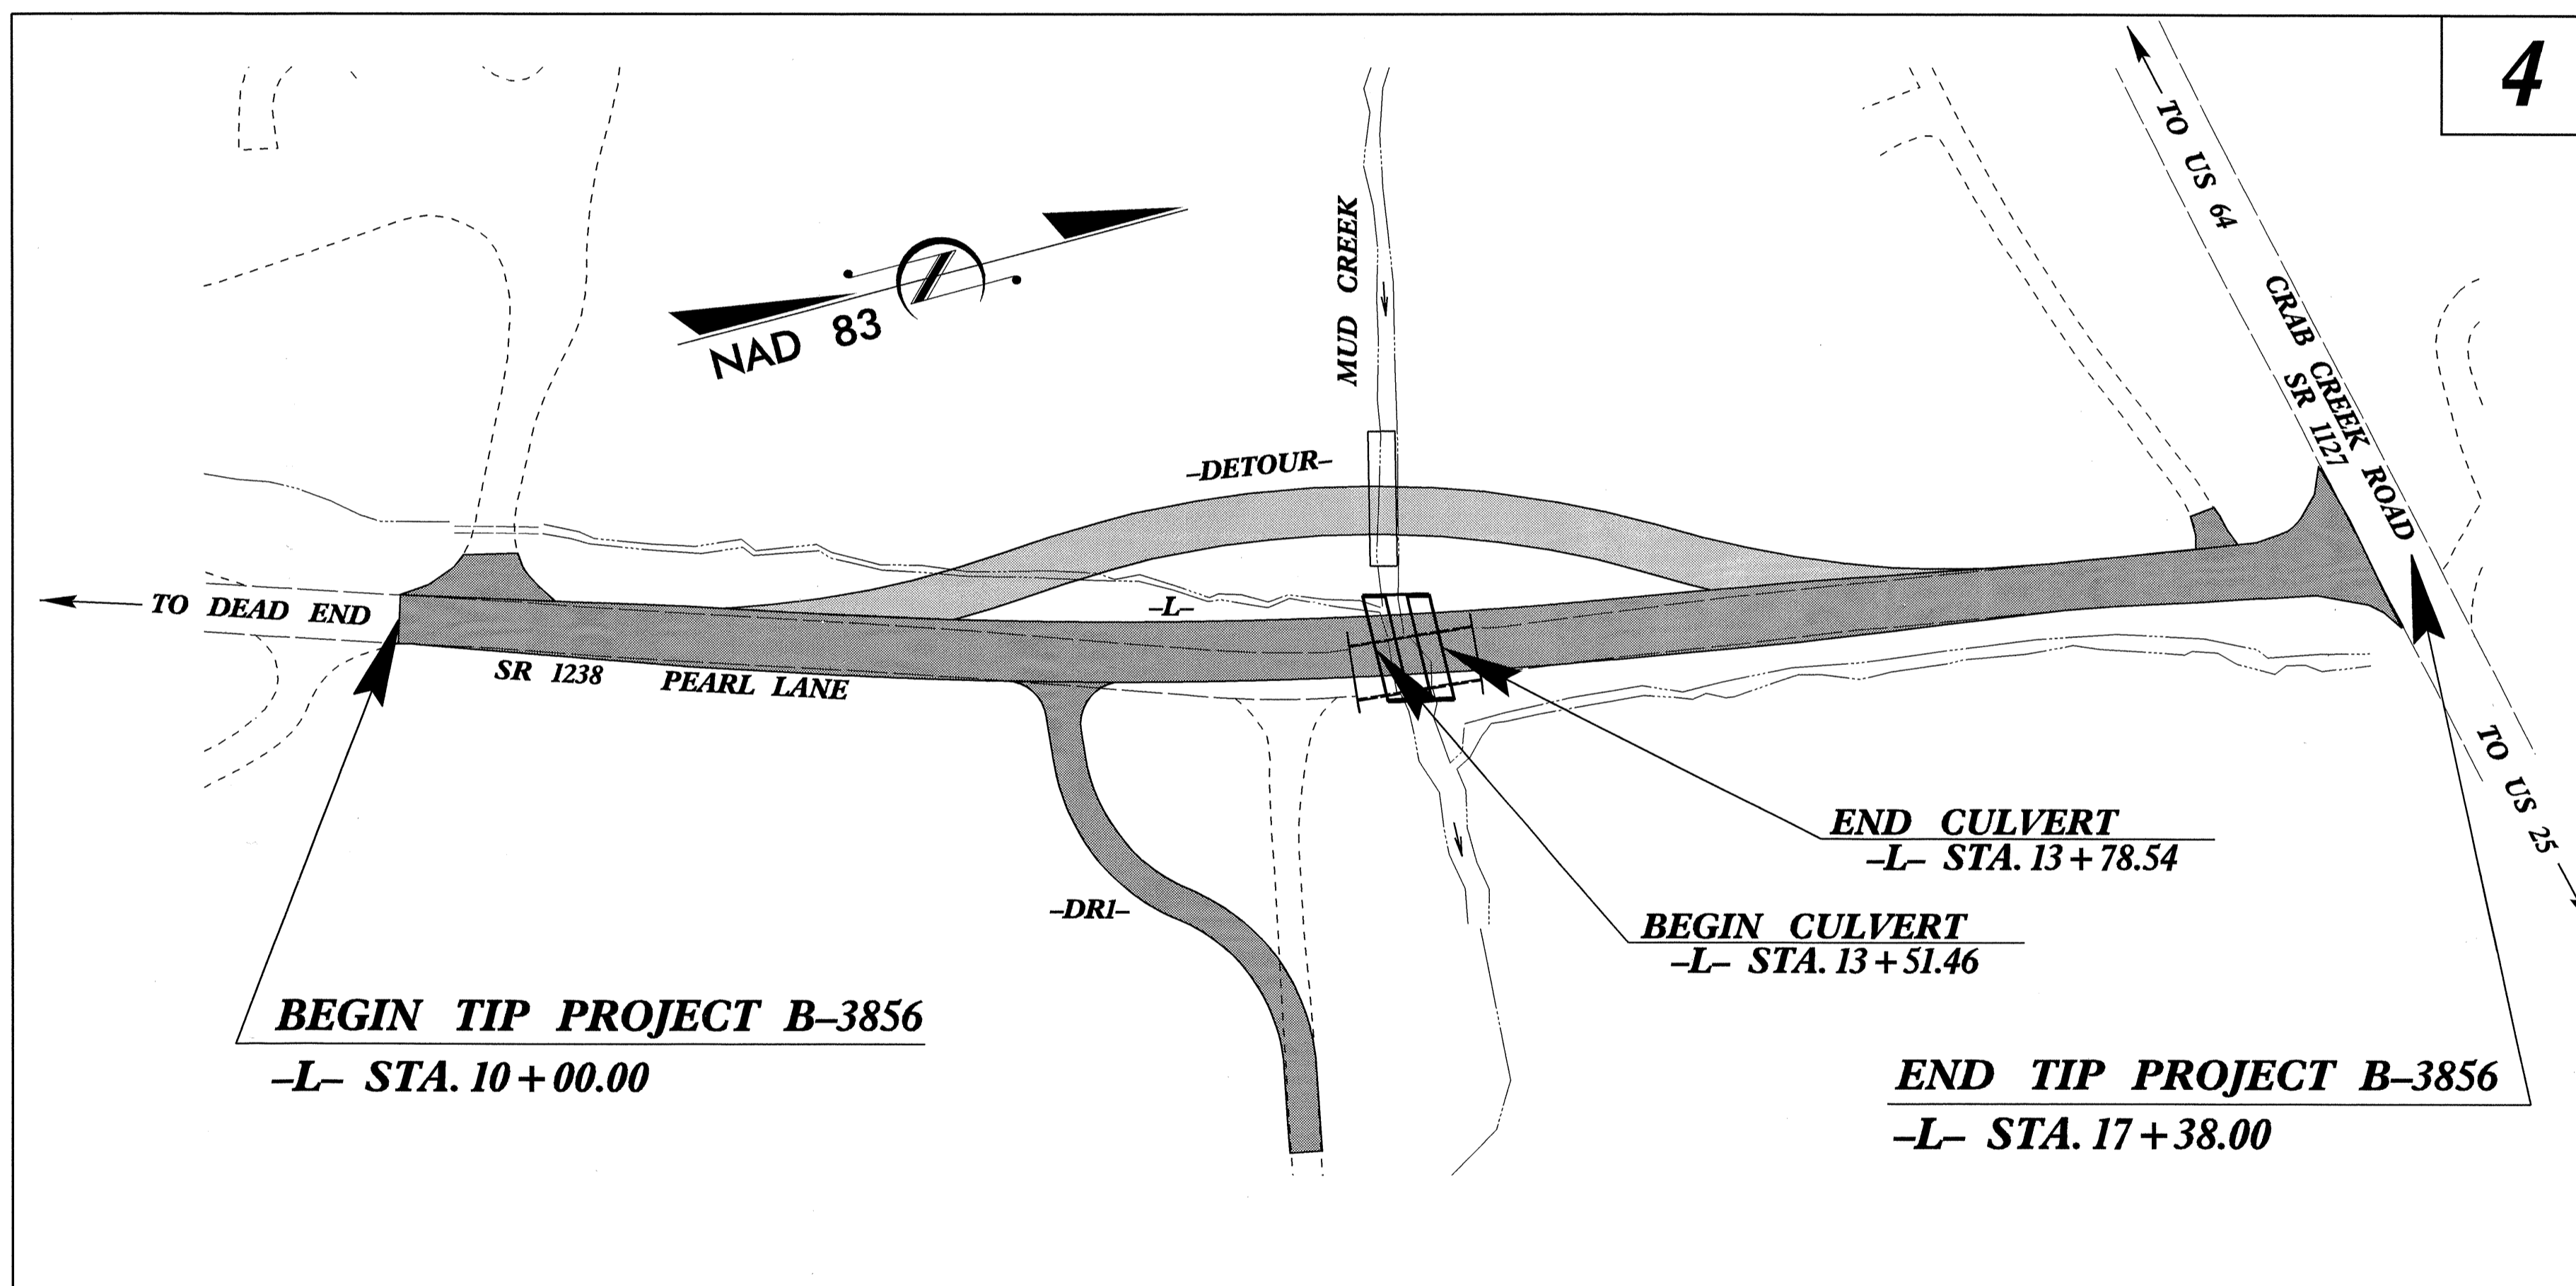 4
TO US 64
CRAB CREEK ROAD
SR 1127
MUD CREEK
NAD 83
–DETOUR–
TO DEAD END
–L–
SR 1238 PEARL LANE
TO US 25
END CULVERT
–L– STA. 13+78.54
–DR1–
BEGIN CULVERT
–L– STA. 13+51.46
BEGIN TIP PROJECT B–3856
–L– STA. 10+00.00
END TIP PROJECT B–3856
–L– STA. 17+38.00